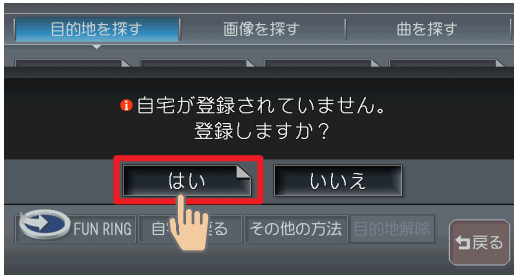 目的地を探す 画像を探す 曲を探す
自宅が登録されていません。
登録しますか？
はい いいえ
FUN RING 自 る その他の方法 目的地解除 戻る